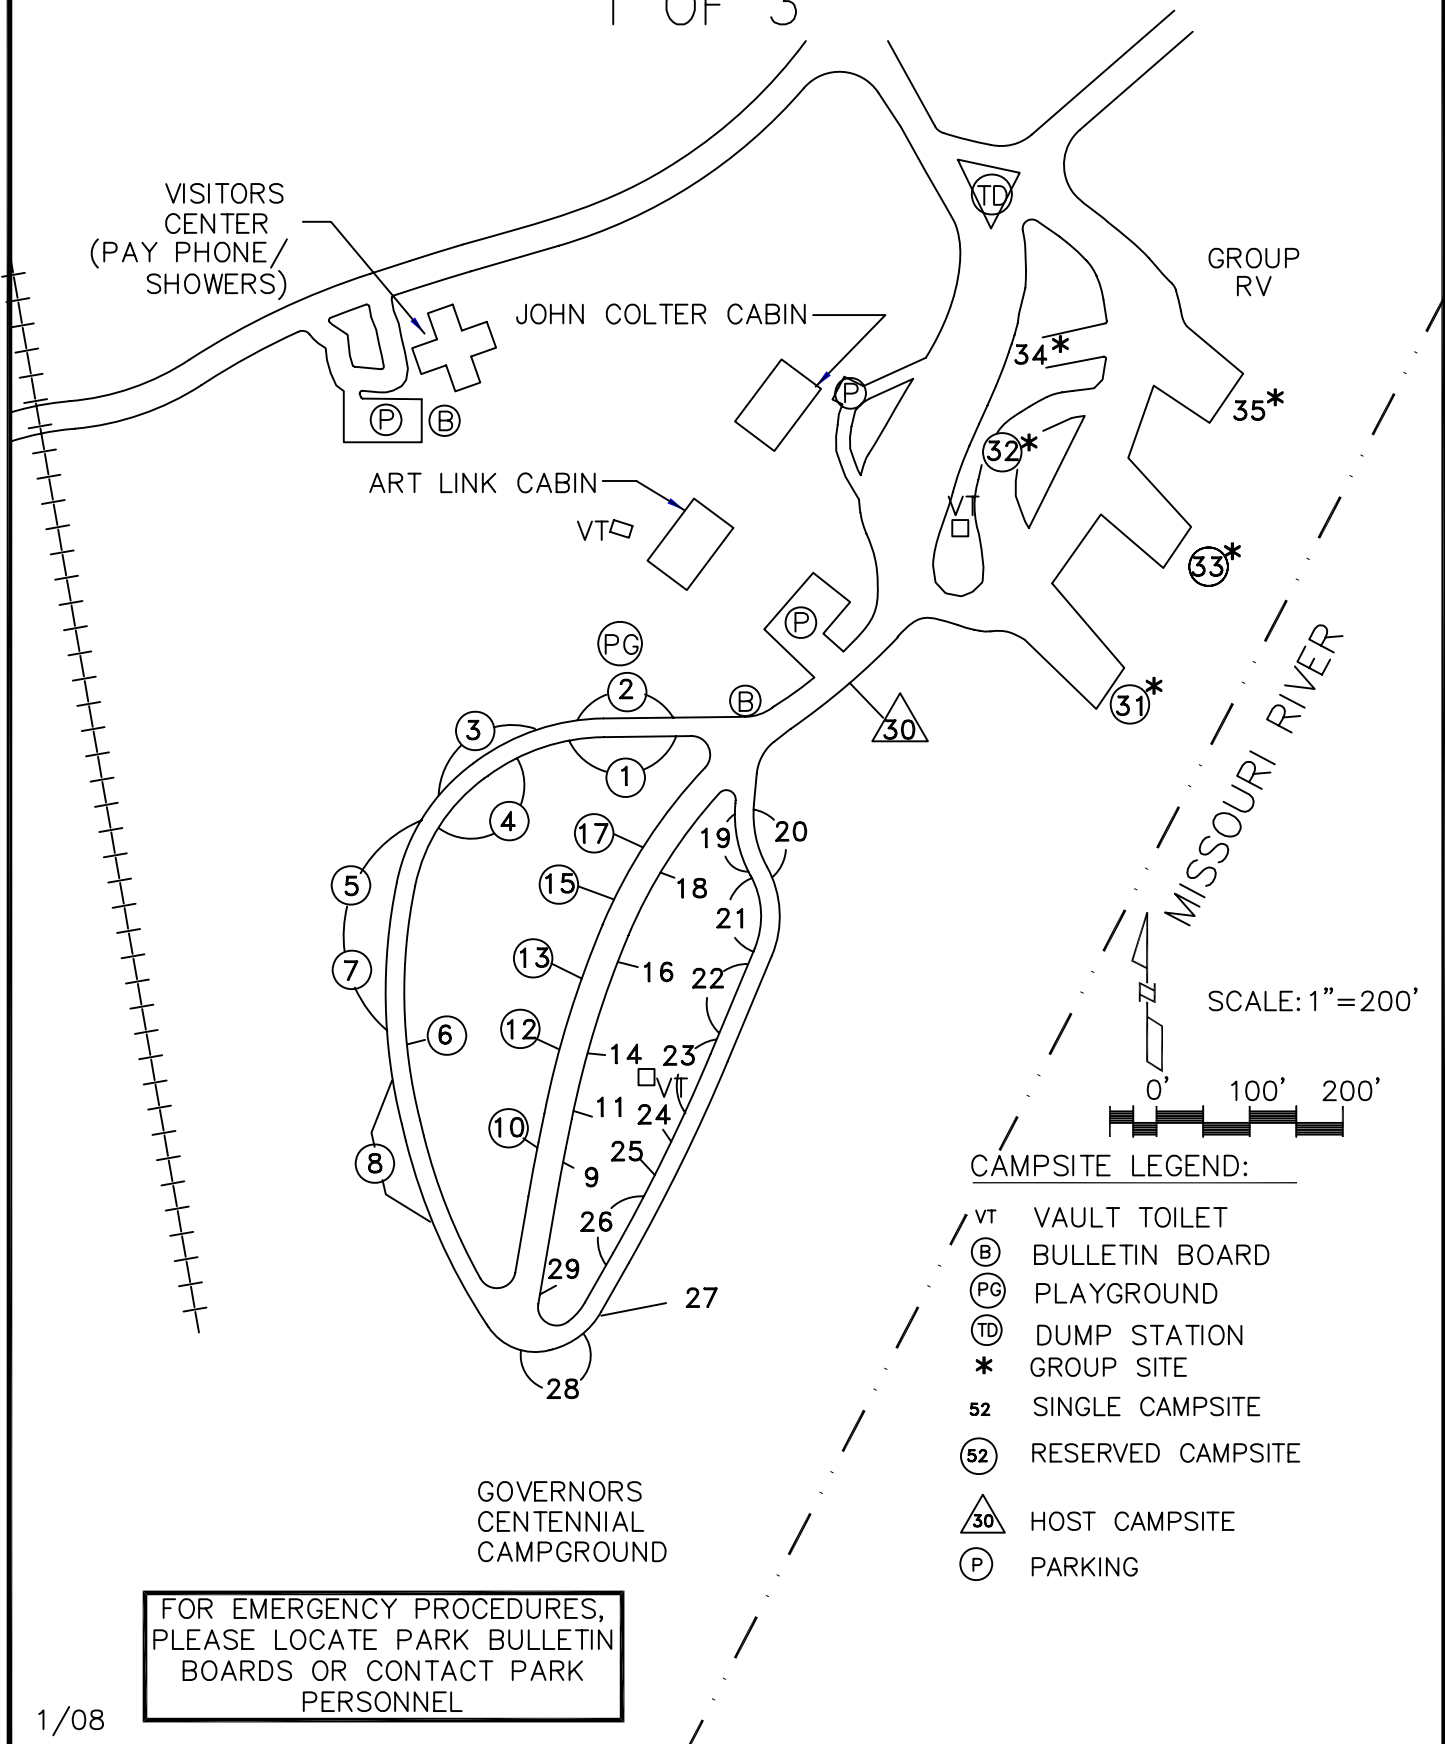 1 OF 3
VISITORS
CENTER
(PAY PHONE/
SHOWERS)
TD
GROUP
RV
JOHN COLTER CABIN
34*
35*
P
P
B
32*
ART LINK CABIN
VT
VT
33*
P
PG
MISSOURI RIVER
2
B
31*
3
30
1
4
17
19
20
5
15
18
21
13
16
7
22
SCALE: 1"=200'
12
6
14
23
VT
0' 100' 200'
11
24
10
25
8
9
CAMPSITE LEGEND:
26
VT VAULT TOILET
B BULLETIN BOARD
29
PG PLAYGROUND
27
TD DUMP STATION
* GROUP SITE
28
52 SINGLE CAMPSITE
52 RESERVED CAMPSITE
30 HOST CAMPSITE
P PARKING
GOVERNORS
CENTENNIAL
CAMPGROUND
FOR EMERGENCY PROCEDURES,
PLEASE LOCATE PARK BULLETIN
BOARDS OR CONTACT PARK
PERSONNEL
1/08